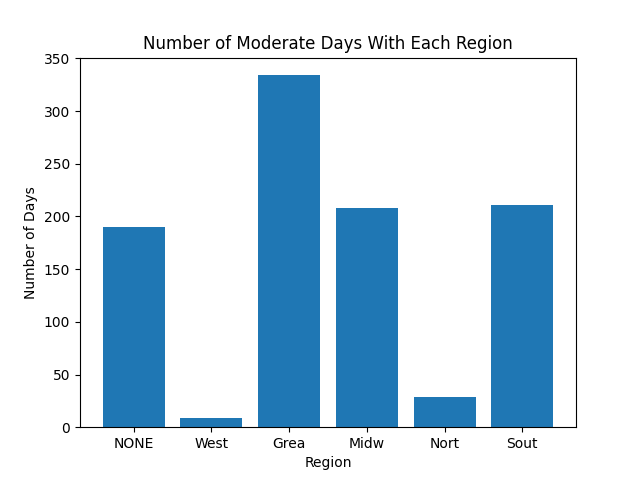 Number of Moderate Days With Each Region
Number of Days
350
300
250
200
150
100
50
0
NONE West Grea Midw Nort Sout
Region